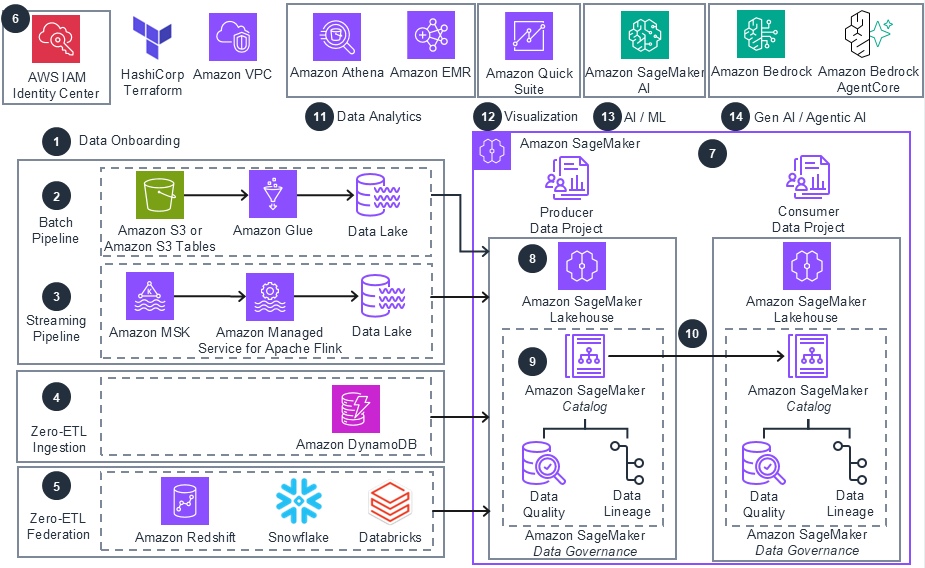 6
AWS IAM
Identity Center
HashiCorp
Terraform
Amazon VPC
Amazon Athena
Amazon EMR
Amazon Quick
Suite
Amazon SageMaker
AI
Amazon Bedrock
Amazon Bedrock
AgentCore
11 Data Analytics
12 Visualization
13 AI / ML
14 Gen AI / Agentic AI
1 Data Onboarding
2
Batch
Pipeline
Amazon S3 or
Amazon S3 Tables
Amazon Glue
Data Lake
3
Streaming
Pipeline
K
Amazon MSK
Amazon Managed
Service for Apache Flink
Data Lake
4
Zero-ETL
Ingestion
Amazon DynamoDB
5
Zero-ETL
Federation
Amazon Redshift
Snowflake
Databricks
Amazon SageMaker
7
Producer
Data Project
8
Amazon SageMaker
Lakehouse
9
Amazon SageMaker
Catalog
Data
Quality
Data
Lineage
Amazon SageMaker
Data Governance
10
Consumer
Data Project
Amazon SageMaker
Lakehouse
Amazon SageMaker
Catalog
Data
Quality
Data
Lineage
Amazon SageMaker
Data Governance